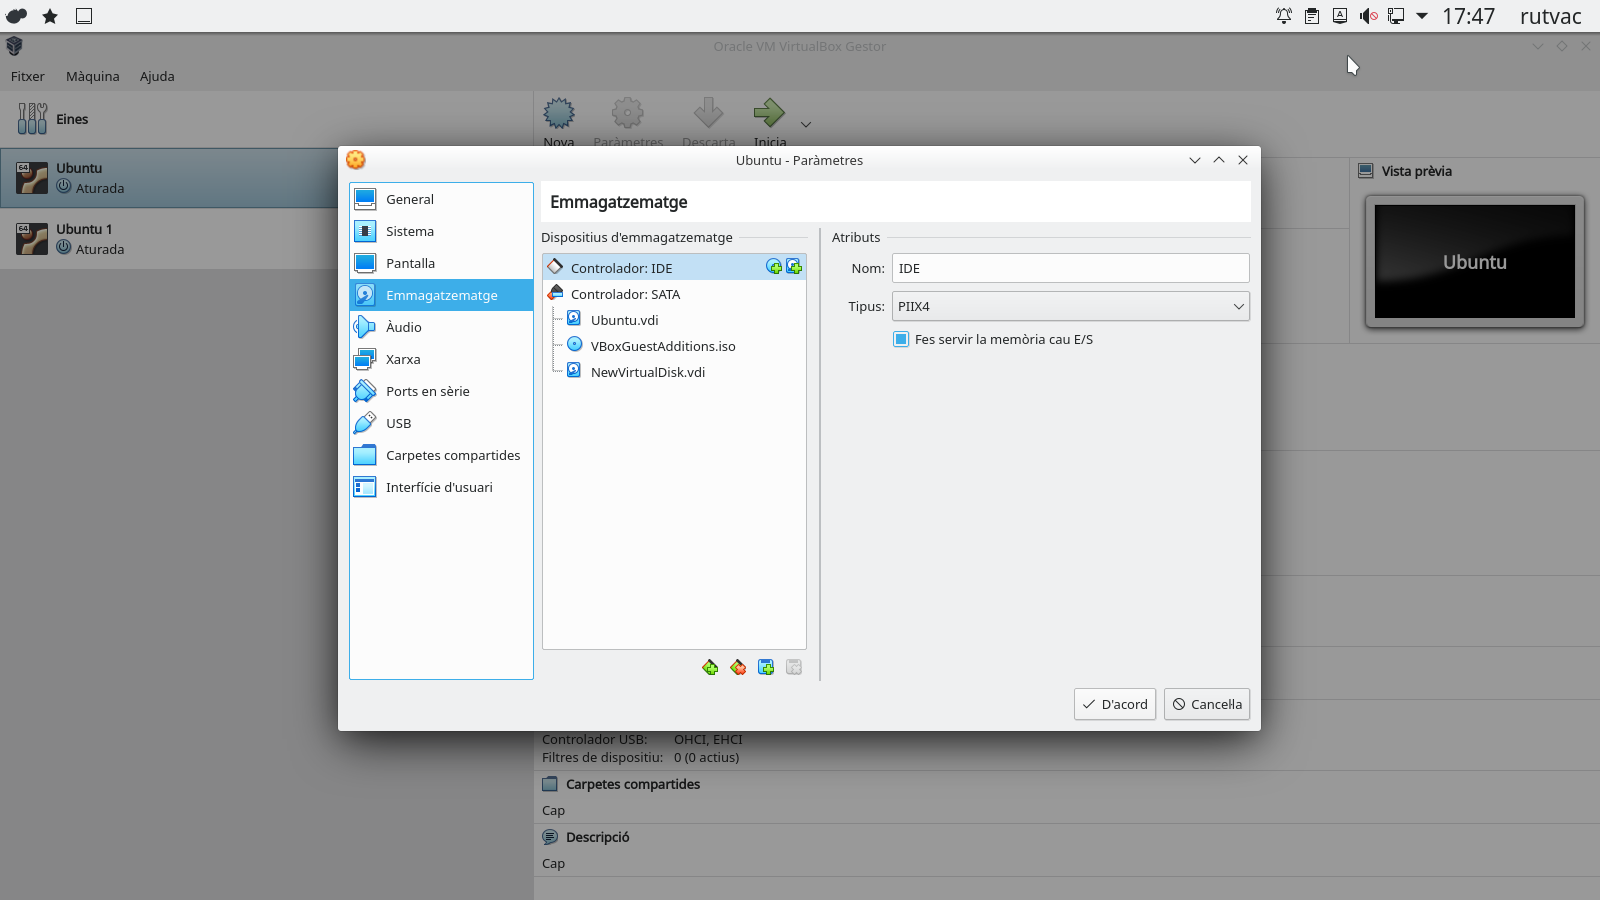 17:47
rutvac
Oracle VM VirtualBox Gestor
Fitxer Màquina Ajuda
Eines
Nova Paràmetres Descarta Inicia
64
Ubuntu
Aturada
64
Ubuntu 1
Aturada
Vista prèvia
Ubuntu
Ubuntu - Paràmetres
General
Sistema
Pantalla
Emmagatzematge
Àudio
Xarxa
Ports en sèrie
USB
Carpetes compartides
Interfície d'usuari
Emmagatzematge
Dispositius d'emmagatzematge
Controlador: IDE
Controlador: SATA
Ubuntu.vdi
VBoxGuestAdditions.iso
NewVirtualDisk.vdi
Atributs
Nom: IDE
Tipus: PIIX4
Fes servir la memòria cau E/S
D'acord Cancel·la
Controlador USB: OHCI, EHCI
Filtres de dispositiu: 0 (0 actius)
Carpetes compartides
Cap
Descripció
Cap